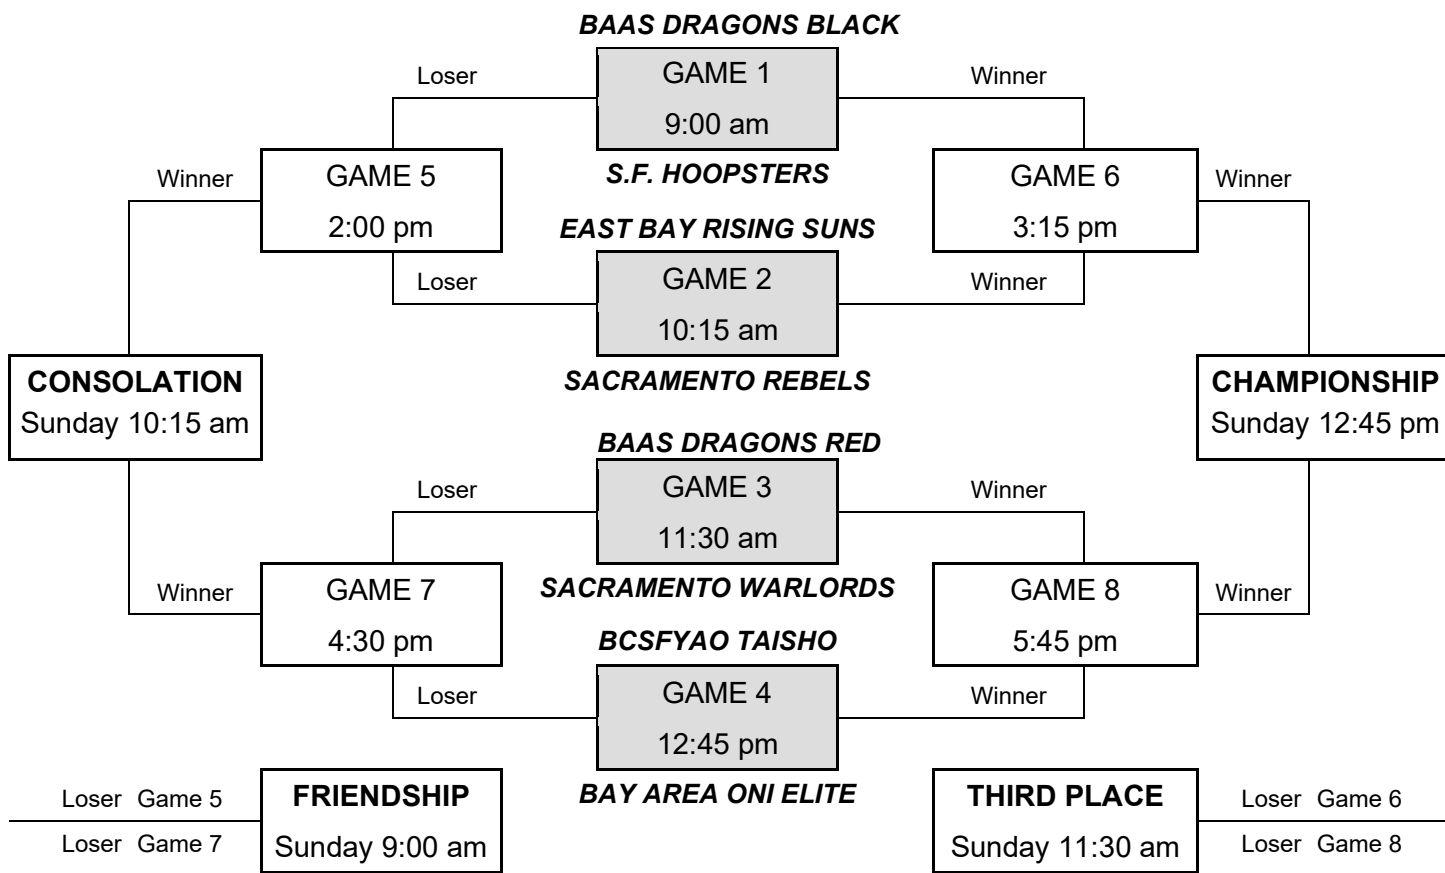 BAAS DRAGONS BLACK
Loser
GAME 1
Winner
9:00 am
Winner
GAME 5
S.F. HOOPSTERS
GAME 6
Winner
2:00 pm
EAST BAY RISING SUNS
3:15 pm
Loser
GAME 2
Winner
10:15 am
CONSOLATION
SACRAMENTO REBELS
CHAMPIONSHIP
Sunday 10:15 am
Sunday 12:45 pm
BAAS DRAGONS RED
Loser
GAME 3
Winner
11:30 am
Winner
GAME 7
SACRAMENTO WARLORDS
GAME 8
Winner
4:30 pm
BCSFYAO TAISHO
5:45 pm
Loser
GAME 4
Winner
12:45 pm
Loser Game 5
FRIENDSHIP
BAY AREA ONI ELITE
THIRD PLACE
Loser Game 6
Loser Game 7
Sunday 9:00 am
Sunday 11:30 am
Loser Game 8